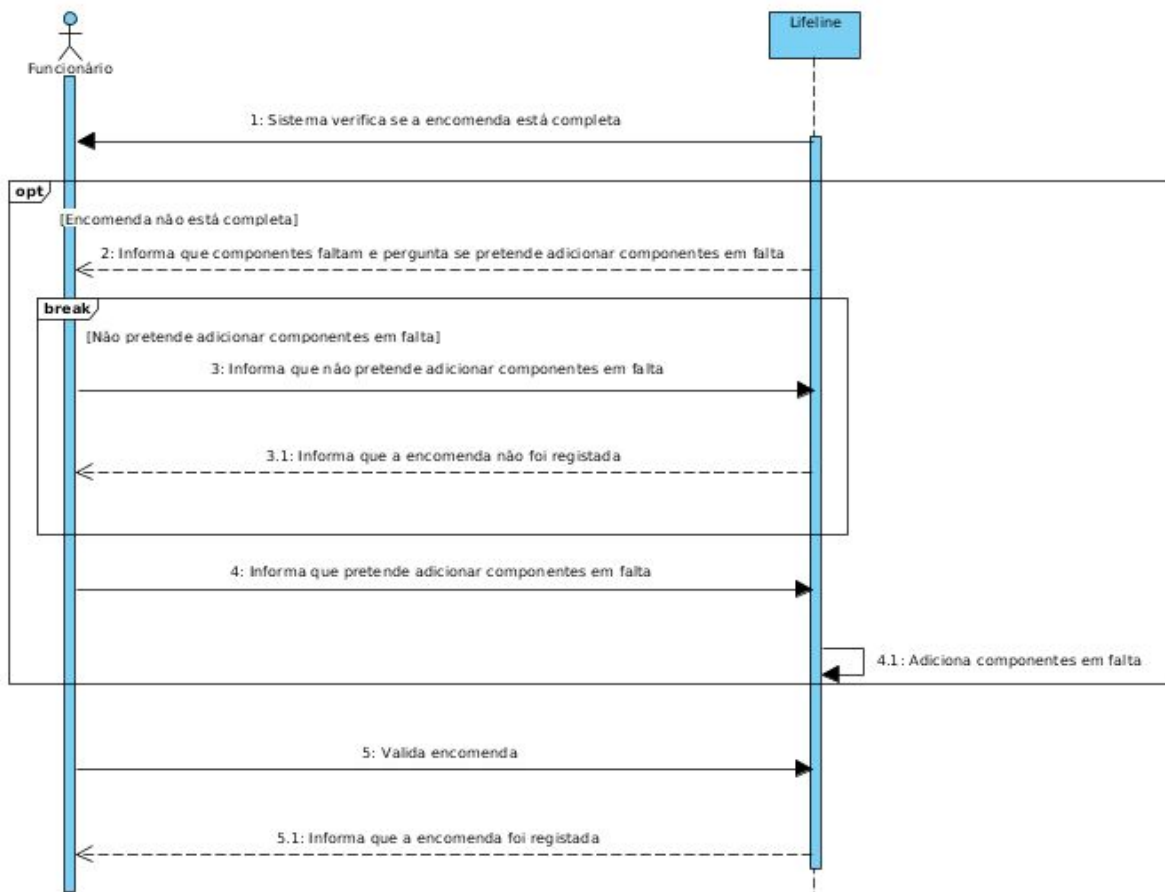 Lifeline
Funcionário
1: Sistema verifica se a encomenda está completa
opt
[Encomenda não está completa]
2: Informa que componentes faltam e pergunta se pretende adicionar componentes em falta
break
[Não pretende adicionar componentes em falta]
3: Informa que não pretende adicionar componentes em falta
3.1: Informa que a encomenda não foi registada
4: Informa que pretende adicionar componentes em falta
4.1: Adiciona componentes em falta
5: Valida encomenda
5.1: Informa que a encomenda foi registada